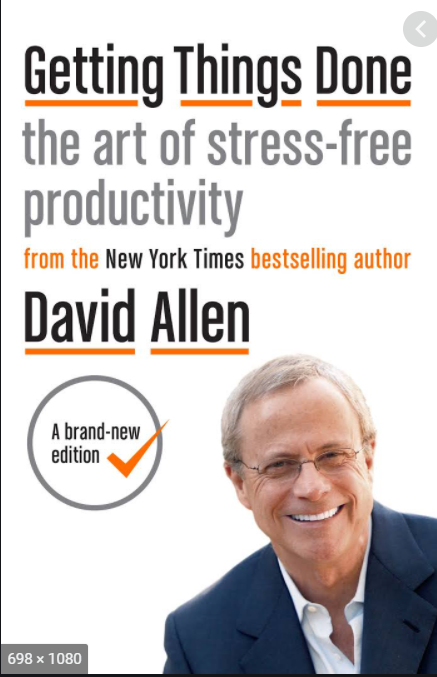 Getting Things Done
the art of stress-free
productivity
from the New York Times bestselling author
David Allen
A brand-new
edition
698 × 1080